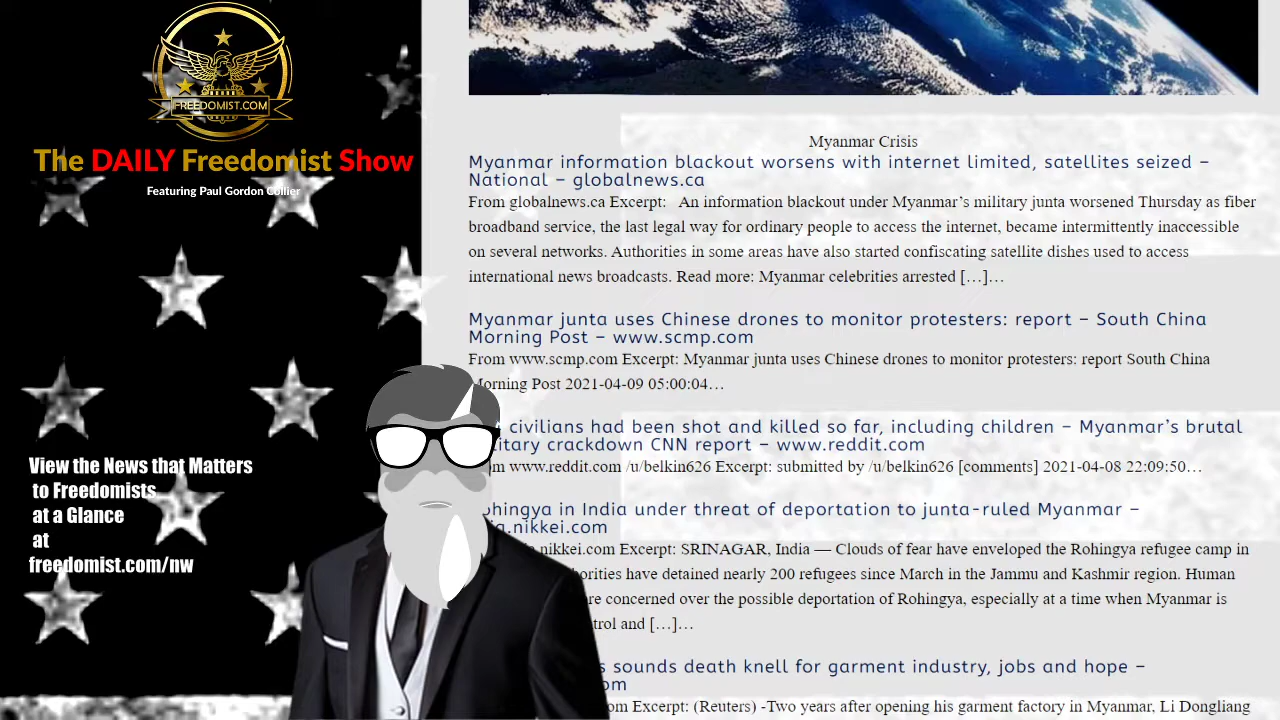 FREEDOMIST.COM
The DAILY Freedomist Show
Featuring Paul Gordon Collier
View the News that Matters
to Freedomists
at a Glance
at
freedomist.com/nw
Myanmar Crisis
Myanmar information blackout worsens with internet limited, satellites seized –
National – globalnews.ca
From globalnews.ca Excerpt: An information blackout under Myanmar’s military junta worsened Thursday as fiber
broadband service, the last legal way for ordinary people to access the internet, became intermittently inaccessible
on several networks. Authorities in some areas have also started confiscating satellite dishes used to access
international news broadcasts. Read more: Myanmar celebrities arrested […]…
Myanmar junta uses Chinese drones to monitor protesters: report – South China
Morning Post – www.scmp.com
From www.scmp.com Excerpt: Myanmar junta uses Chinese drones to monitor protesters: report South China
Morning Post 2021-04-09 05:00:04…
civilians had been shot and killed so far, including children – Myanmar’s brutal
military crackdown CNN report – www.reddit.com
From www.reddit.com /u/belkin626 Excerpt: submitted by /u/belkin626 [comments] 2021-04-08 22:09:50…
Rohingya in India under threat of deportation to junta-ruled Myanmar –
nikkei.com
nikkei.com Excerpt: SRINAGAR, India — Clouds of fear have enveloped the Rohingya refugee camp in
have detained nearly 200 refugees since March in the Jammu and Kashmir region. Human
concerned over the possible deportation of Rohingya, especially at a time when Myanmar is
and […]…
sounds death knell for garment industry, jobs and hope –
Excerpt: (Reuters) -Two years after opening his garment factory in Myanmar, Li Dongliang